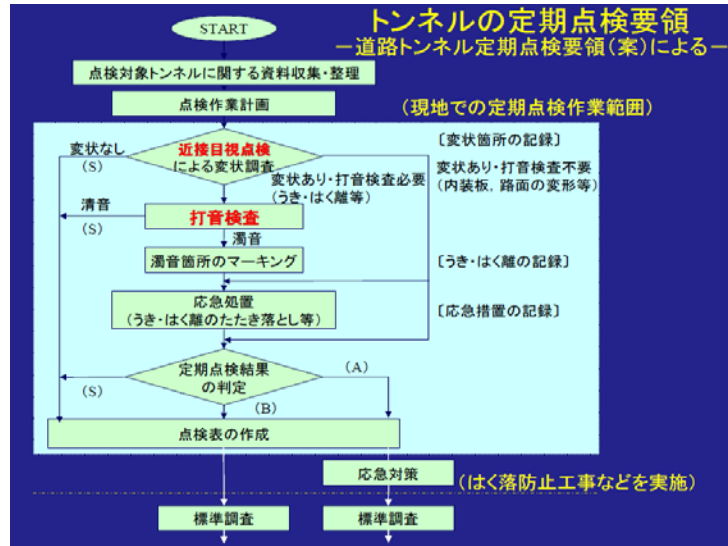 トンネルの定期点検要領
－道路トンネル定期点検要領(案)による－
START
点検対象トンネルに関する資料収集・整理
点検作業計画
(現地での定期点検作業範囲)
変状なし
(S)
近接目視点検
による変状調査
〔変状箇所の記録〕
変状あり・打音検査不要
(内装板, 路面の変形等)
変状あり・打音検査必要
(うき・はく離等)
清音
(S)
打音検査
濁音
濁音箇所のマーキング
〔うき・はく離の記録〕
応急処置
(うき・はく離のたたき落とし等)
〔応急措置の記録〕
定期点検結果
の判定
(A)
(S)
(B)
点検表の作成
応急対策
(はく落防止工事などを実施)
標準調査
標準調査